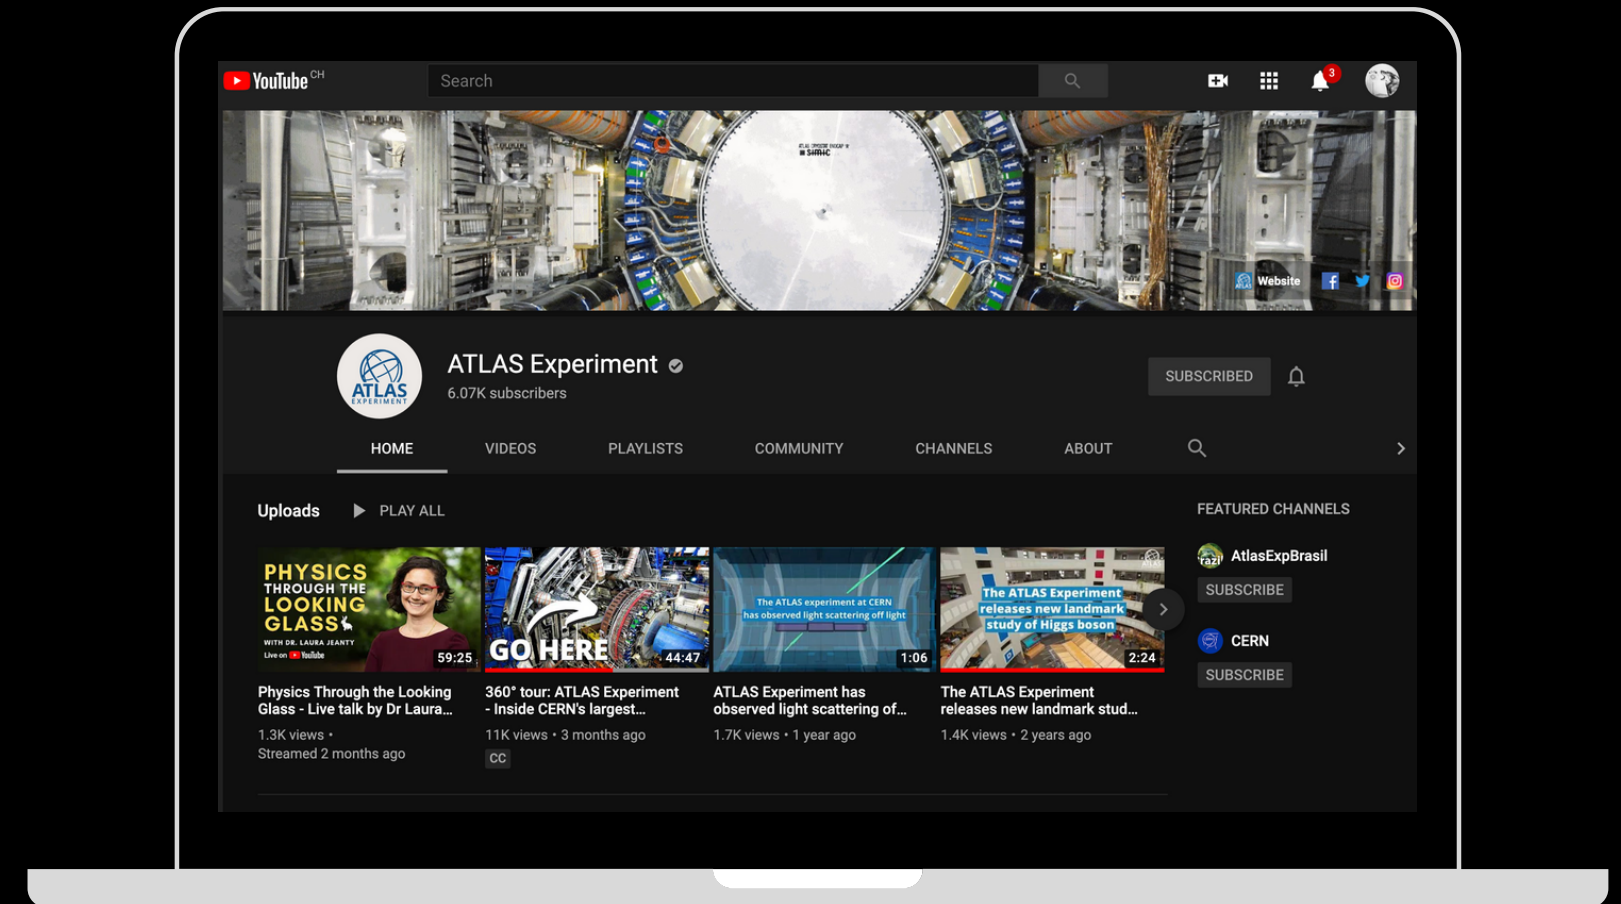 YouTube CH
Search
3
SIMIC
Website
ATLAS
EXPERIMENT
ATLAS Experiment
6.07K subscribers
SUBSCRIBED
HOME
VIDEOS
PLAYLISTS
COMMUNITY
CHANNELS
ABOUT
Uploads
PLAY ALL
PHYSICS
THROUGH THE
LOOKING
GLASS
WITH DR. LAURA JEANTY
Live on YouTube
59:25
Physics Through the Looking
Glass - Live talk by Dr Laura...
1.3K views •
Streamed 2 months ago
GO HERE
44:47
360° tour: ATLAS Experiment
- Inside CERN's largest...
11K views • 3 months ago
CC
The ATLAS experiment at CERN
has observed light scattering off light
1:06
ATLAS Experiment has
observed light scattering of...
1.7K views • 1 year ago
The ATLAS Experiment
releases new landmark
study of Higgs boson
2:24
The ATLAS Experiment
releases new landmark stud...
1.4K views • 2 years ago
FEATURED CHANNELS
AtlasExpBrasil
SUBSCRIBE
CERN
SUBSCRIBE